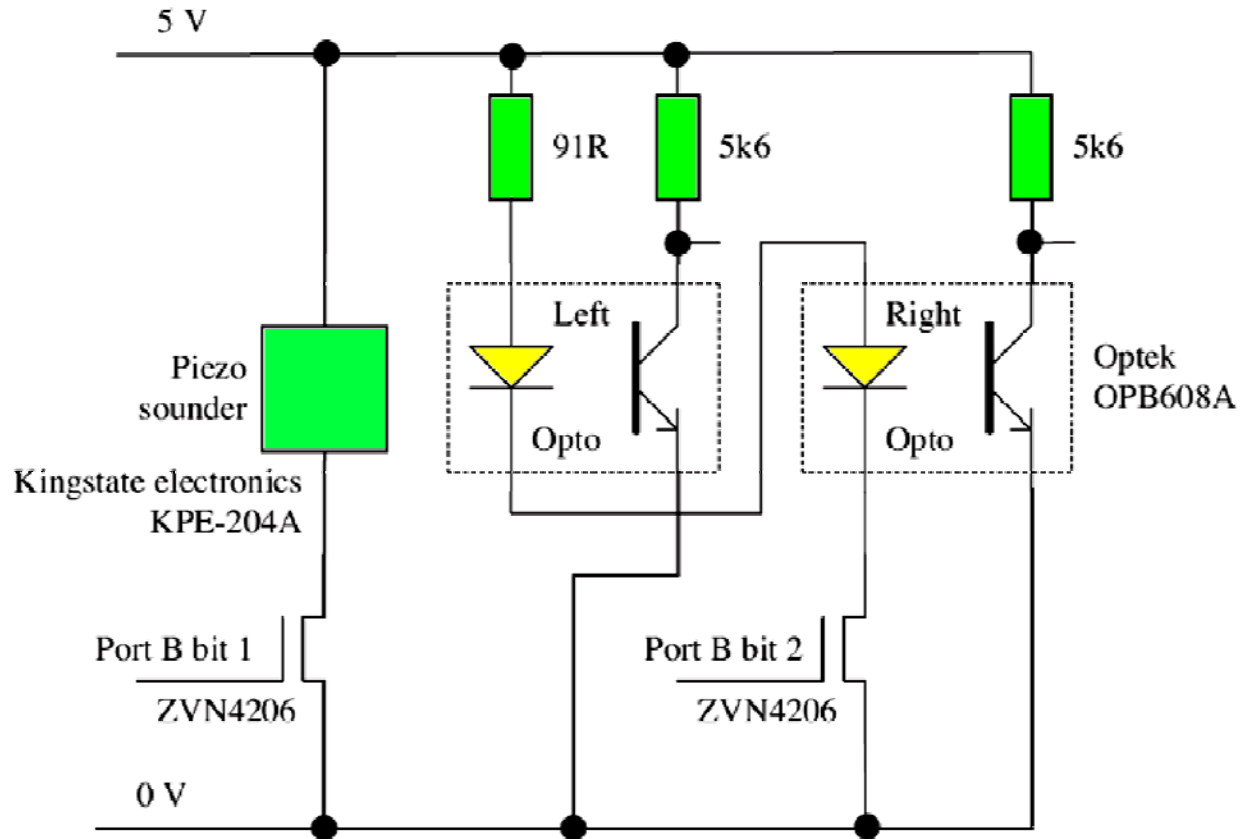 5 V
91R
5k6
5k6
Left
Right
Piezo
sounder
Optek
OPB608A
Opto
Opto
Kingstate electronics
KPE-204A
Port B bit 1
Port B bit 2
ZVN4206
ZVN4206
0 V